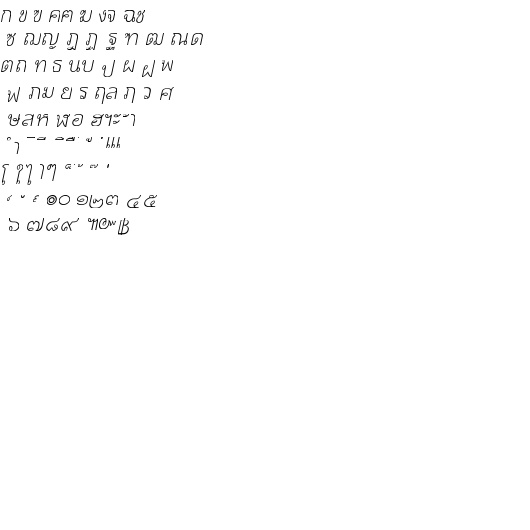 ก ข ฃ คฅ ฆ งจ ฉช
ซ ฌญ ฎ ฏ ฐ ฑ ฒ ณด
ตถ ท ธ นบ ป ผ ฝ พ
ฟ ภม ย ร ฤล ฦ ว ศ
ษสห ฬอ ฮฯะ ั า
ำ ิ ี ึ ื
โ ใไ ๅๆ
๏๐ ๑๒๓ ๔๕
๖ ๗๘๙ ๚๛